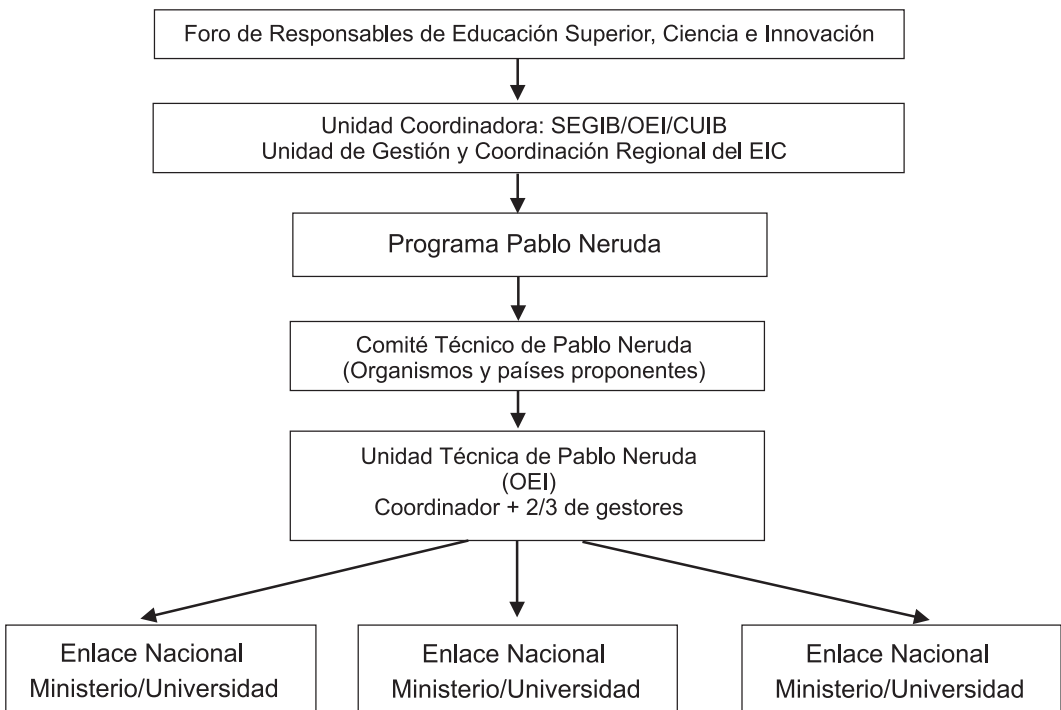 Foro de Responsables de Educación Superior, Ciencia e Innovación
Unidad Coordinadora: SEGIB/OEI/CUIB
Unidad de Gestión y Coordinación Regional del EIC
Programa Pablo Neruda
Comité Técnico de Pablo Neruda
(Organismos y países proponentes)
Unidad Técnica de Pablo Neruda
(OEI)
Coordinador + 2/3 de gestores
Enlace Nacional
Ministerio/Universidad
Enlace Nacional
Ministerio/Universidad
Enlace Nacional
Ministerio/Universidad